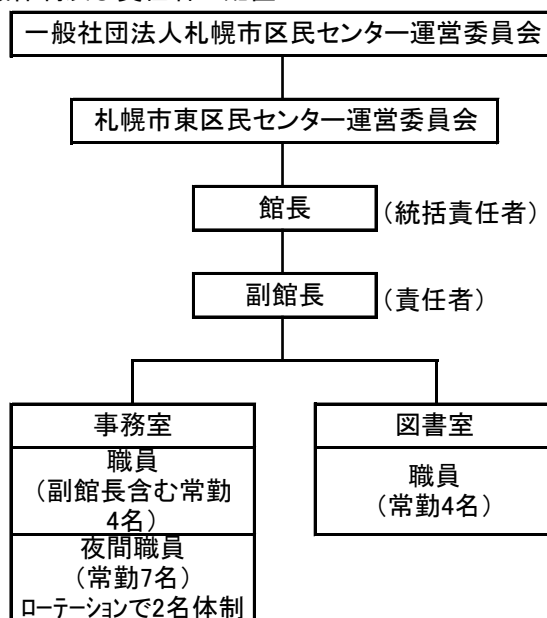 一般社団法人札幌市区民センター運営委員会
札幌市東区民センター運営委員会
館長
(統括責任者)
副館長
(責任者)
事務室
職員
(副館長含む常勤
4名)
夜間職員
(常勤7名)
ローテーションで2名体制
図書室
職員
(常勤4名)